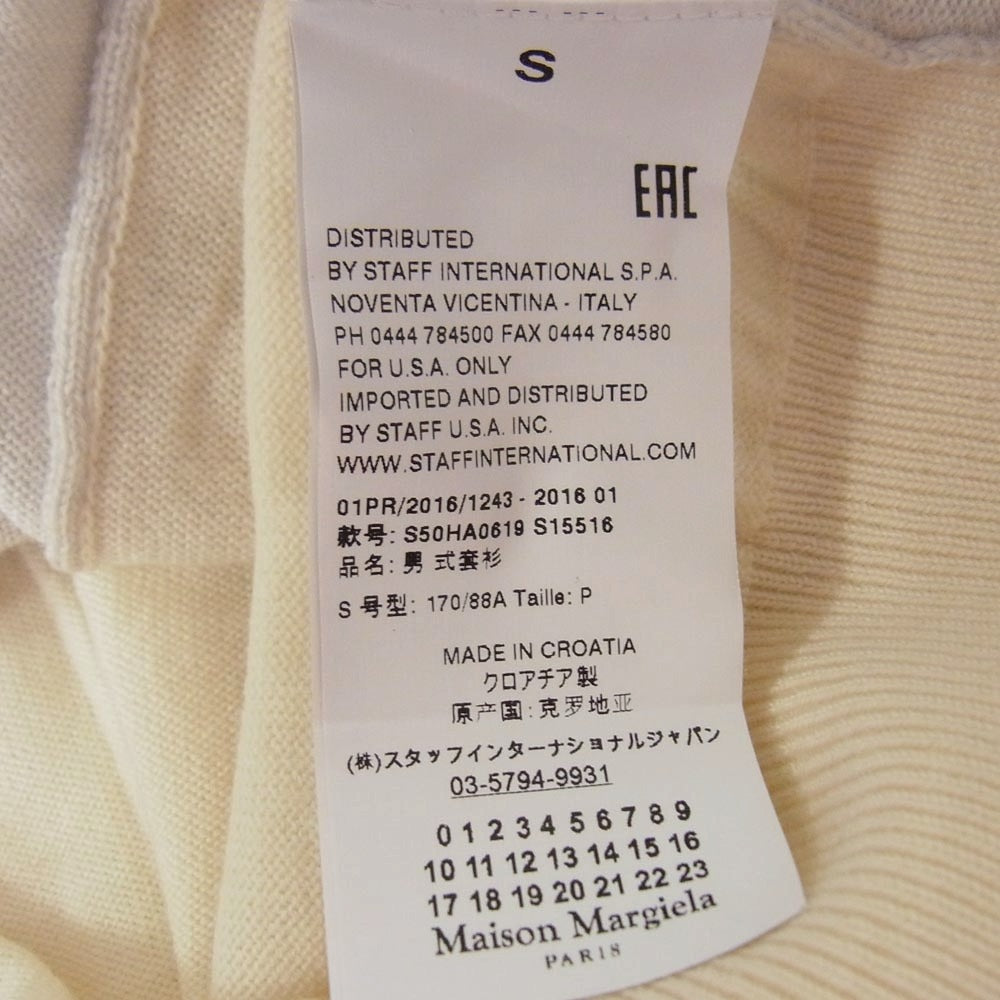 S
EAC
DISTRIBUTED
BY STAFF INTERNATIONAL S.P.A.
NOVENTA VICENTINA - ITALY
PH 0444 784500 FAX 0444 784580
FOR U.S.A. ONLY
IMPORTED AND DISTRIBUTED
BY STAFF U.S.A. INC.
WWW.STAFFINTERNATIONAL.COM
01PR/2016/1243 - 2016 01
款号: S50HA0619 S15516
品名: 男 式套衫
S 号型: 170/88A Taille: P
MADE IN CROATIA
クロアチア製
原产国: 克罗地亚
(株)スタッフインターナショナルジャパン
03-5794-9931
0 1 2 3 4 5 6 7 8 9
10 11 12 13 14 15 16
17 18 19 20 21 22 23
Maison Margiela
PARIS